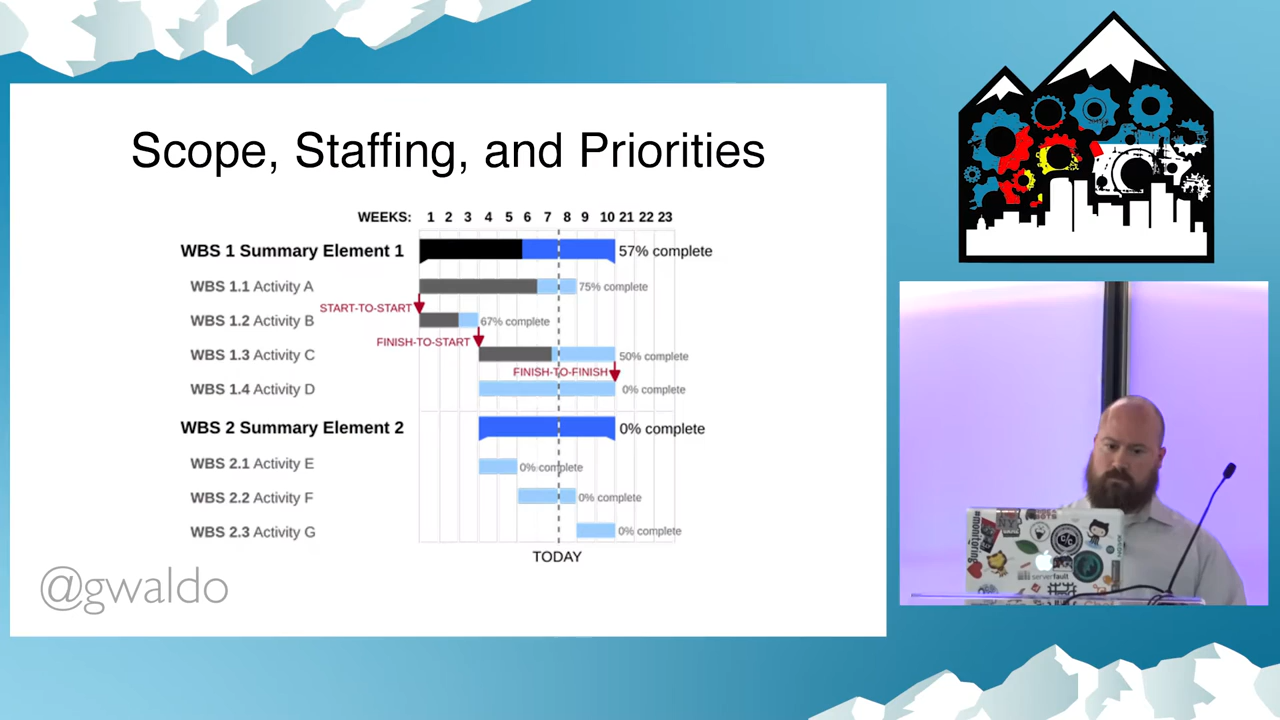 Scope, Staffing, and Priorities
WEEKS: 1 2 3 4 5 6 7 8 9 10 21 22 23
WBS 1 Summary Element 1 57% complete
WBS 1.1 Activity A 75% complete
START-TO-START
WBS 1.2 Activity B 67% complete
FINISH-TO-START
WBS 1.3 Activity C 50% complete
FINISH-TO-FINISH
WBS 1.4 Activity D 0% complete
WBS 2 Summary Element 2 0% complete
WBS 2.1 Activity E 0% complete
WBS 2.2 Activity F 0% complete
WBS 2.3 Activity G 0% complete
TODAY
@gwaldo
#monitoring
serverfault